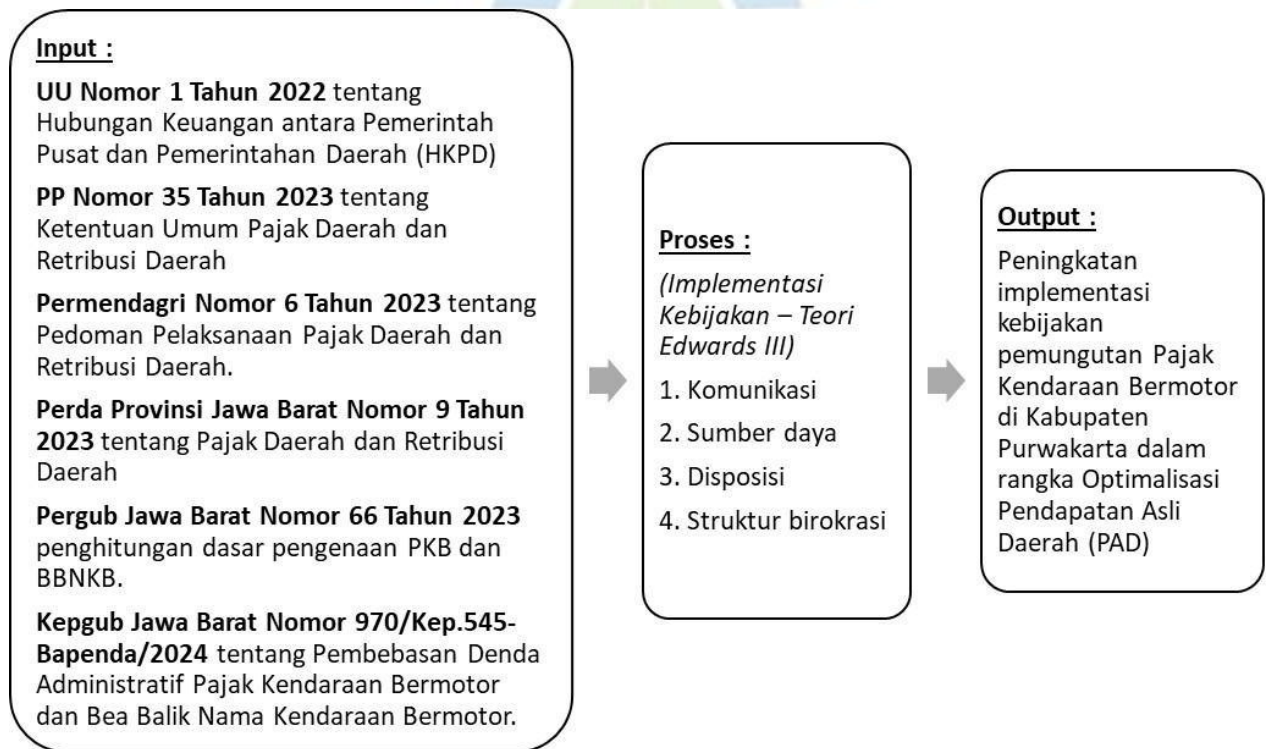 Input :
UU Nomor 1 Tahun 2022 tentang
Hubungan Keuangan antara Pemerintah
Pusat dan Pemerintahan Daerah (HKPD)
PP Nomor 35 Tahun 2023 tentang
Ketentuan Umum Pajak Daerah dan
Retribusi Daerah
Permendagri Nomor 6 Tahun 2023 tentang
Pedoman Pelaksanaan Pajak Daerah dan
Retribusi Daerah.
Perda Provinsi Jawa Barat Nomor 9 Tahun
2023 tentang Pajak Daerah dan Retribusi
Daerah
Pergub Jawa Barat Nomor 66 Tahun 2023
penghitungan dasar pengenaan PKB dan
BBNKB.
Kepgub Jawa Barat Nomor 970/Kep.545-
Bapenda/2024 tentang Pembebasan Denda
Administratif Pajak Kendaraan Bermotor
dan Bea Balik Nama Kendaraan Bermotor.
Proses :
(Implementasi
Kebijakan – Teori
Edwards III)
1. Komunikasi
2. Sumber daya
3. Disposisi
4. Struktur birokrasi
Output :
Peningkatan
implementasi
kebijakan
pemungutan Pajak
Kendaraan Bermotor
di Kabupaten
Purwakarta dalam
rangka Optimalisasi
Pendapatan Asli
Daerah (PAD)